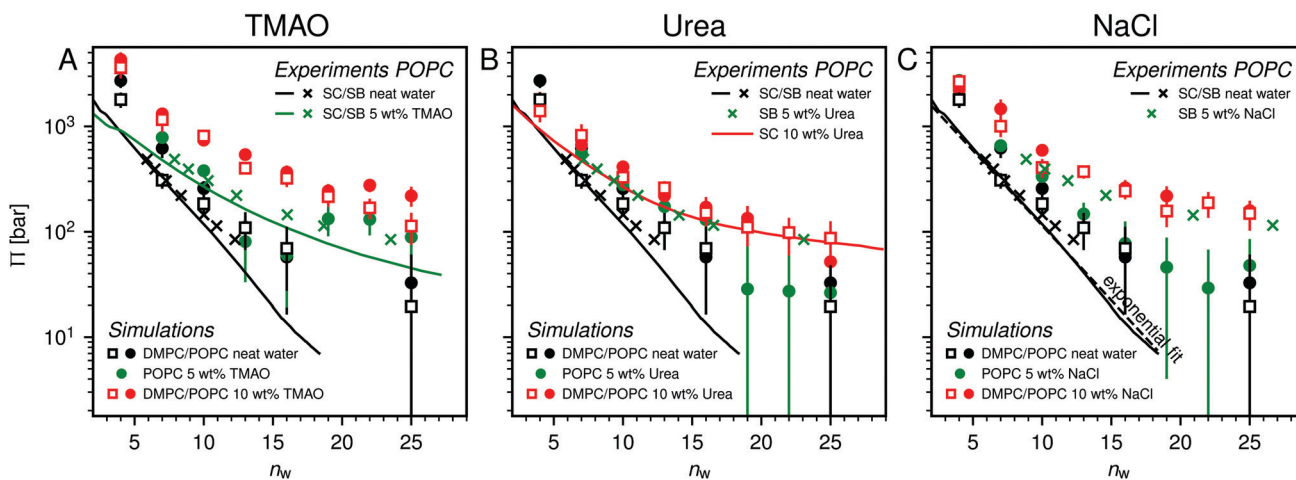 TMAO
A
Experiments POPC
SC/SB neat water
SC/SB 5 wt% TMAO
Π [bar]
10³
10²
10¹
Simulations
DMPC/POPC neat water
POPC 5 wt% TMAO
DMPC/POPC 10 wt% TMAO
5 10 15 20 25
n_w
Urea
B
Experiments POPC
SC/SB neat water
SB 5 wt% Urea
SC 10 wt% Urea
Simulations
DMPC/POPC neat water
POPC 5 wt% Urea
DMPC/POPC 10 wt% Urea
5 10 15 20 25
n_w
NaCl
C
Experiments POPC
SC/SB neat water
SB 5 wt% NaCl
exponential fit
Simulations
DMPC/POPC neat water
POPC 5 wt% NaCl
DMPC/POPC 10 wt% NaCl
5 10 15 20 25
n_w